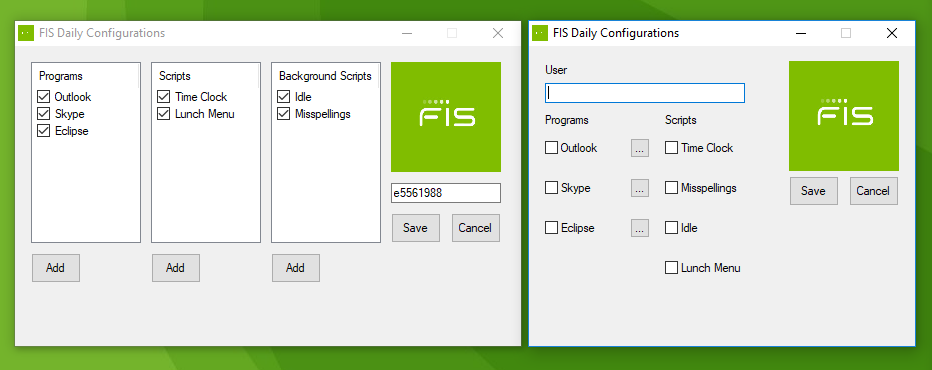 FIS Daily Configurations
Programs Scripts Background Scripts
Outlook Time Clock Idle
Skype Lunch Menu Misspellings
Eclipse
FIS
e5561988
Save Cancel
Add Add Add
FIS Daily Configurations
User
Programs Scripts
Outlook ... Time Clock
Skype ... Misspellings
Eclipse ... Idle
Lunch Menu
FIS
Save Cancel